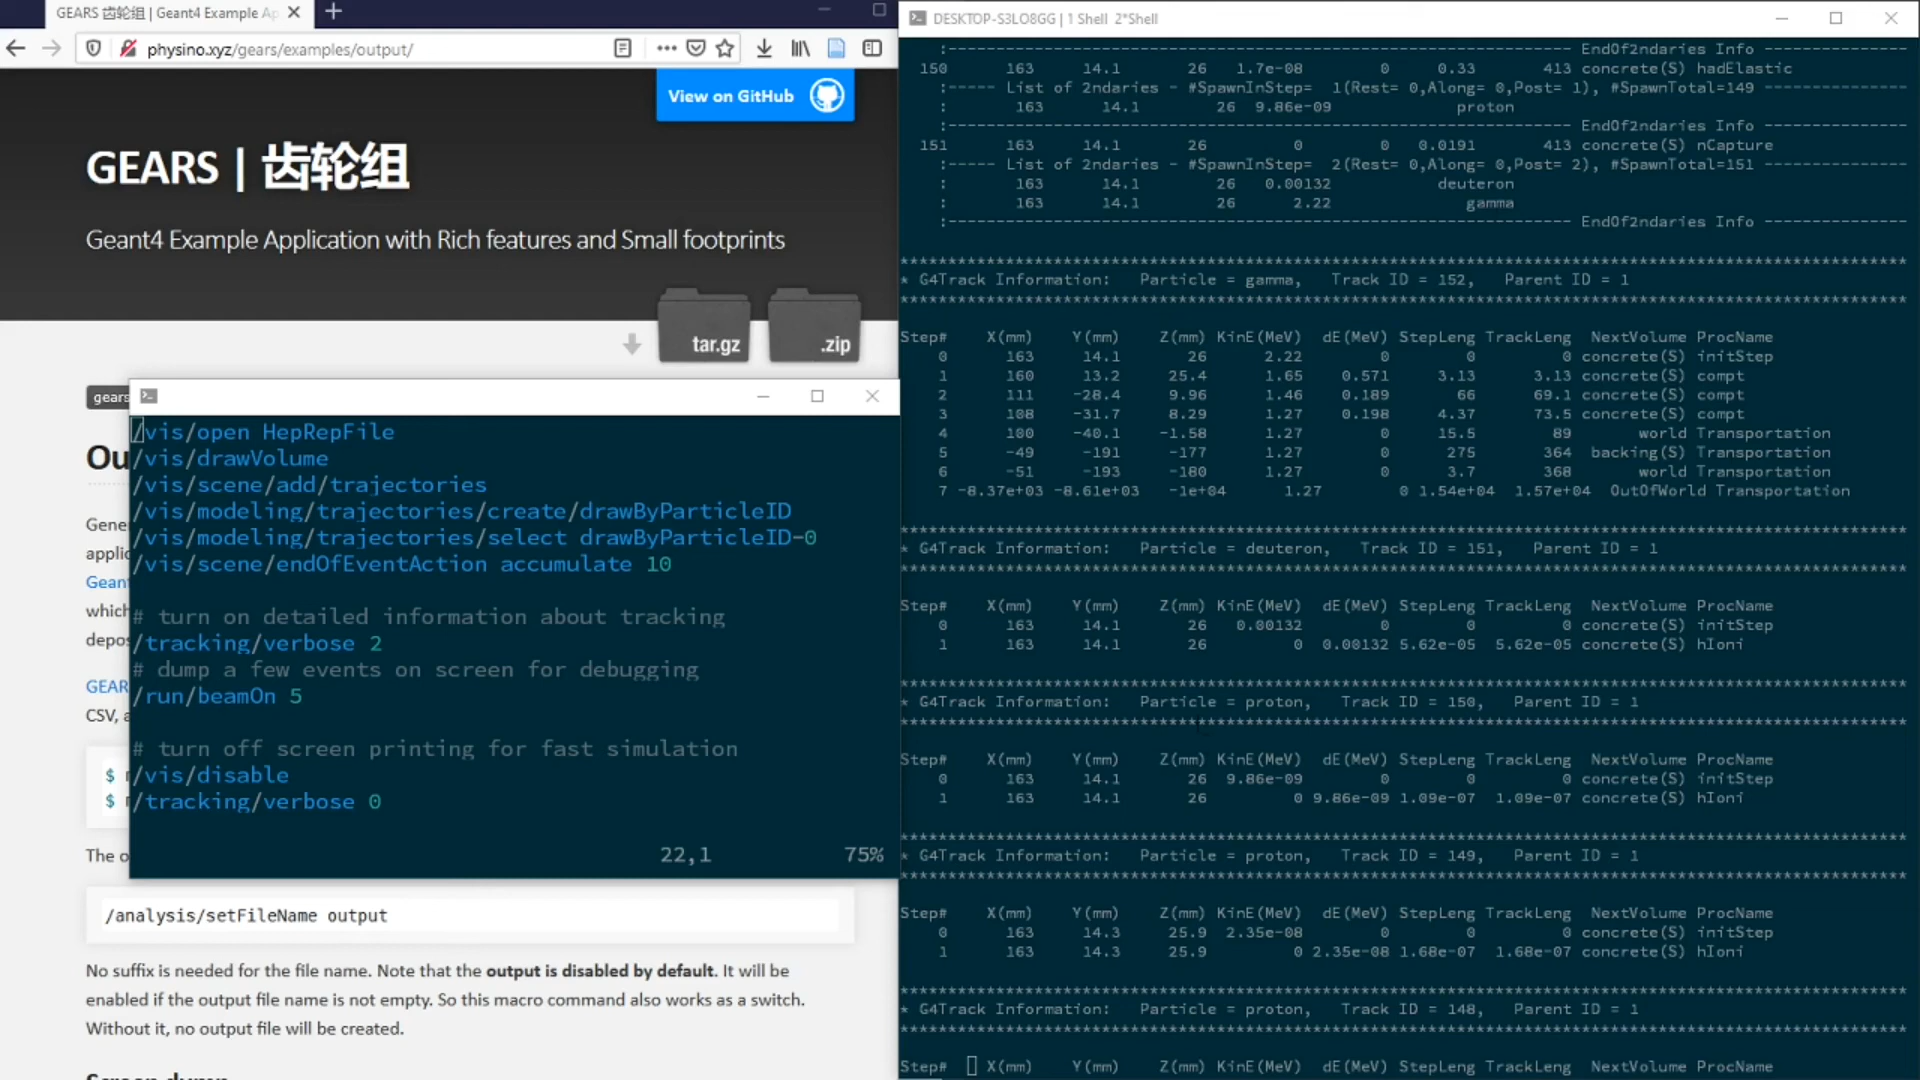 GEARS 齿轮组 | Geant4 Example Ap
physino.xyz/gears/examples/output/
View on GitHub
GEARS | 齿轮组
Geant4 Example Application with Rich features and Small footprints
tar.gz
.zip
gears
Ou
Gene
applic
Geant
which
depos
GEAR
CSV, a
$
$
The o
/vis/open HepRepFile
/vis/drawVolume
/vis/scene/add/trajectories
/vis/modeling/trajectories/create/drawByParticleID
/vis/modeling/trajectories/select drawByParticleID-0
/vis/scene/endOfEventAction accumulate 10
# turn on detailed information about tracking
/tracking/verbose 2
# dump a few events on screen for debugging
/run/beamOn 5
# turn off screen printing for fast simulation
/vis/disable
/tracking/verbose 0
22,1 75%
/analysis/setFileName output
No suffix is needed for the file name. Note that the output is disabled by default. It will be
enabled if the output file name is not empty. So this macro command also works as a switch.
Without it, no output file will be created.
DESKTOP-S3LO8GG | 1 Shell 2*Shell
:----------------------------------------------------------------- EndOf2ndaries Info ---------------
150 163 14.1 26 1.7e-08 0 0.33 413 concrete(S) hadElastic
:----- List of 2ndaries - #SpawnInStep= 1(Rest= 0,Along= 0,Post= 1), #SpawnTotal=149 ---------------
: 163 14.1 26 9.86e-09 proton
:----------------------------------------------------------------- EndOf2ndaries Info ---------------
151 163 14.1 26 0 0 0.0191 413 concrete(S) nCapture
:----- List of 2ndaries - #SpawnInStep= 2(Rest= 0,Along= 0,Post= 2), #SpawnTotal=151 ---------------
: 163 14.1 26 0.00132 deuteron
: 163 14.1 26 2.22 gamma
:----------------------------------------------------------------- EndOf2ndaries Info ---------------
*********************************************************************************************************
* G4Track Information: Particle = gamma, Track ID = 152, Parent ID = 1
*********************************************************************************************************
Step# X(mm) Y(mm) Z(mm) KinE(MeV) dE(MeV) StepLeng TrackLeng NextVolume ProcName
0 163 14.1 26 2.22 0 0 0 concrete(S) initStep
1 160 13.2 25.4 1.65 0.571 3.13 3.13 concrete(S) compt
2 111 -28.4 9.96 1.46 0.189 66 69.1 concrete(S) compt
3 108 -31.7 8.29 1.27 0.198 4.37 73.5 concrete(S) compt
4 100 -40.1 -1.58 1.27 0 15.5 89 world Transportation
5 -49 -191 -177 1.27 0 275 364 backing(S) Transportation
6 -51 -193 -180 1.27 0 3.7 368 world Transportation
7 -8.37e+03 -8.61e+03 -1e+04 1.27 0 1.54e+04 1.57e+04 OutOfWorld Transportation
*********************************************************************************************************
* G4Track Information: Particle = deuteron, Track ID = 151, Parent ID = 1
*********************************************************************************************************
Step# X(mm) Y(mm) Z(mm) KinE(MeV) dE(MeV) StepLeng TrackLeng NextVolume ProcName
0 163 14.1 26 0.00132 0 0 0 concrete(S) initStep
1 163 14.1 26 0 0.00132 5.62e-05 5.62e-05 concrete(S) hIoni
*********************************************************************************************************
* G4Track Information: Particle = proton, Track ID = 150, Parent ID = 1
*********************************************************************************************************
Step# X(mm) Y(mm) Z(mm) KinE(MeV) dE(MeV) StepLeng TrackLeng NextVolume ProcName
0 163 14.1 26 9.86e-09 0 0 0 concrete(S) initStep
1 163 14.1 26 0 9.86e-09 1.09e-07 1.09e-07 concrete(S) hIoni
*********************************************************************************************************
* G4Track Information: Particle = proton, Track ID = 149, Parent ID = 1
*********************************************************************************************************
Step# X(mm) Y(mm) Z(mm) KinE(MeV) dE(MeV) StepLeng TrackLeng NextVolume ProcName
0 163 14.3 25.9 2.35e-08 0 0 0 concrete(S) initStep
1 163 14.3 25.9 0 2.35e-08 1.68e-07 1.68e-07 concrete(S) hIoni
*********************************************************************************************************
* G4Track Information: Particle = proton, Track ID = 148, Parent ID = 1
*********************************************************************************************************
Step# X(mm) Y(mm) Z(mm) KinE(MeV) dE(MeV) StepLeng TrackLeng NextVolume ProcName